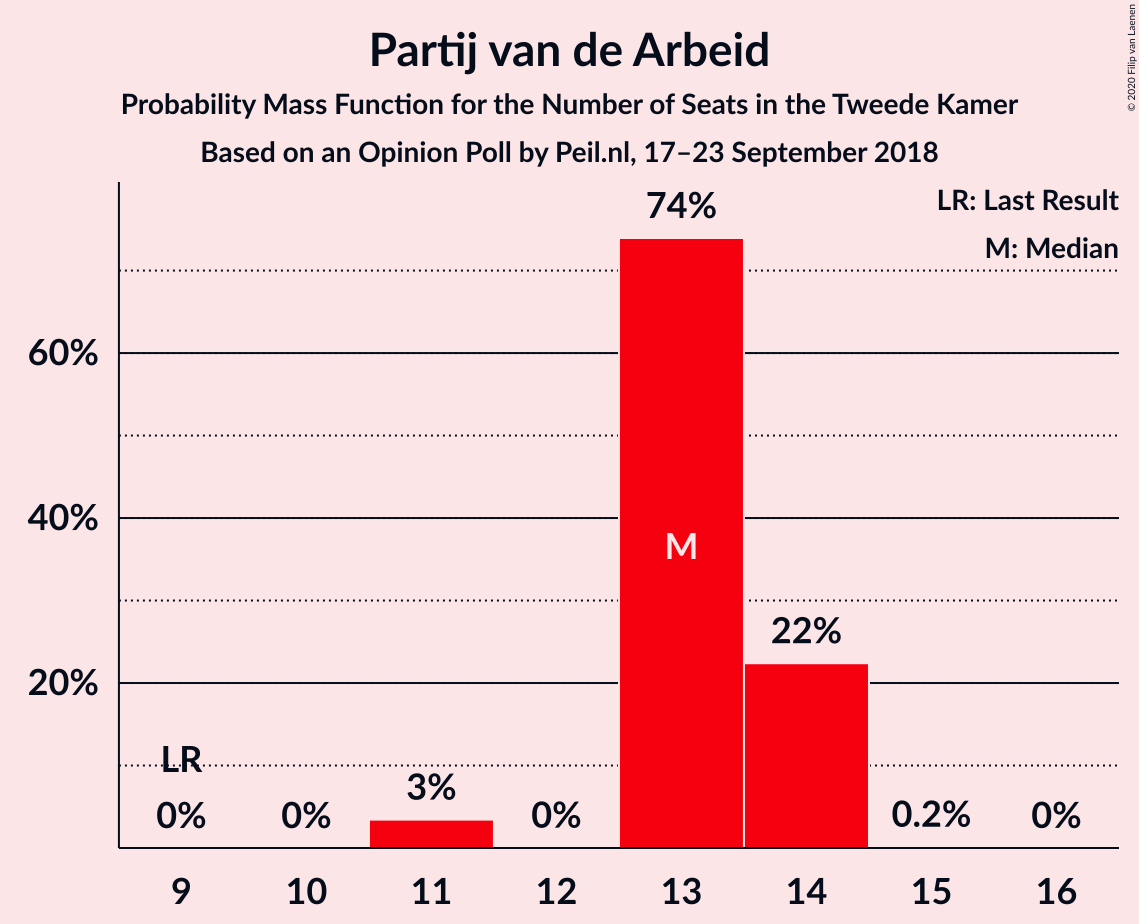 Partij van de Arbeid
Probability Mass Function for the Number of Seats in the Tweede Kamer
Based on an Opinion Poll by Peil.nl, 17–23 September 2018
© 2020 Filip van Laenen
LR: Last Result
M: Median
60%
40%
20%
LR
0%
0%
3%
0%
74%
M
22%
0.2%
0%
9 10 11 12 13 14 15 16